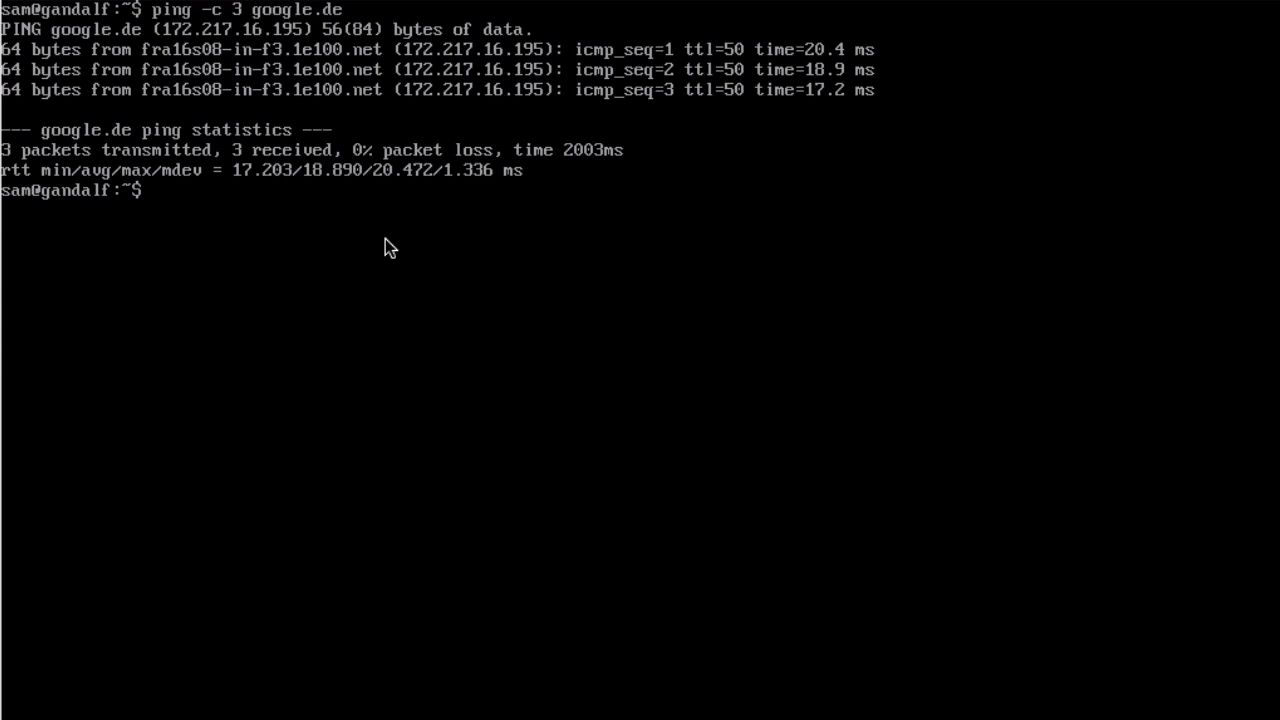 sam@gandalf:~$ ping -c 3 google.de
PING google.de (172.217.16.195) 56(84) bytes of data.
64 bytes from fra16s08-in-f3.1e100.net (172.217.16.195): icmp_seq=1 ttl=50 time=20.4 ms
64 bytes from fra16s08-in-f3.1e100.net (172.217.16.195): icmp_seq=2 ttl=50 time=18.9 ms
64 bytes from fra16s08-in-f3.1e100.net (172.217.16.195): icmp_seq=3 ttl=50 time=17.2 ms
--- google.de ping statistics ---
3 packets transmitted, 3 received, 0% packet loss, time 2003ms
rtt min/avg/max/mdev = 17.203/18.890/20.472/1.336 ms
sam@gandalf:~$